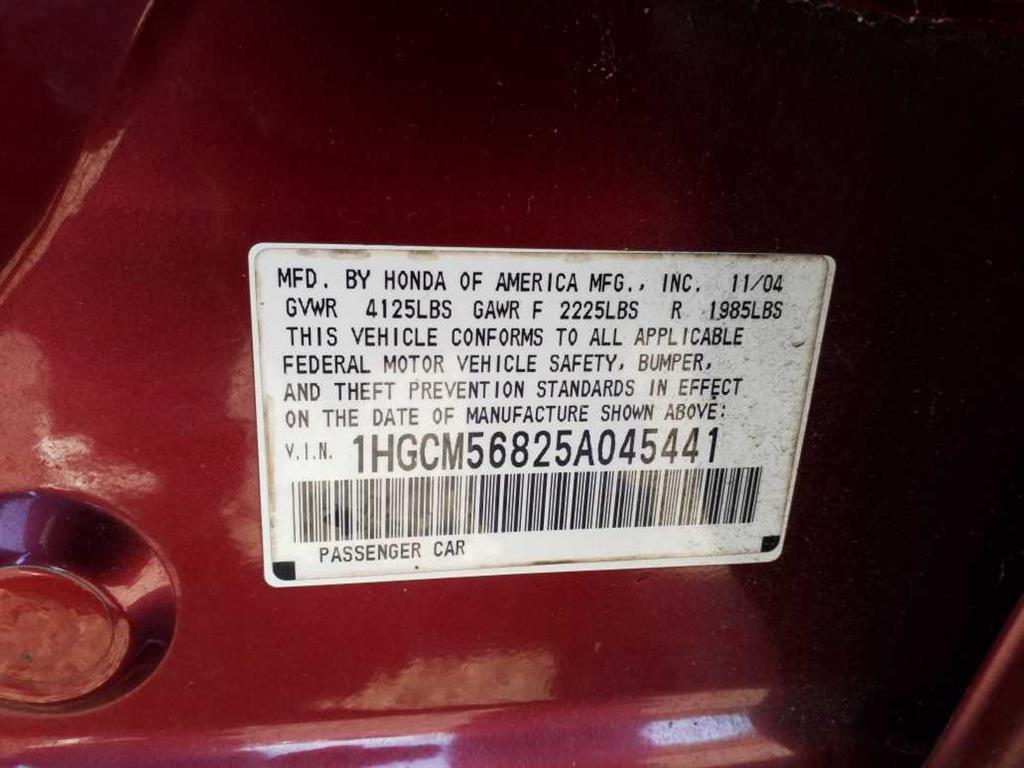 MFD. BY HONDA OF AMERICA MFG., INC. 11/04
GVWR 4125LBS GAWR F 2225LBS R 1985LBS
THIS VEHICLE CONFORMS TO ALL APPLICABLE
FEDERAL MOTOR VEHICLE SAFETY, BUMPER,
AND THEFT PREVENTION STANDARDS IN EFFECT
ON THE DATE OF MANUFACTURE SHOWN ABOVE:
V.I.N. 1HGCM56825A045441
PASSENGER CAR